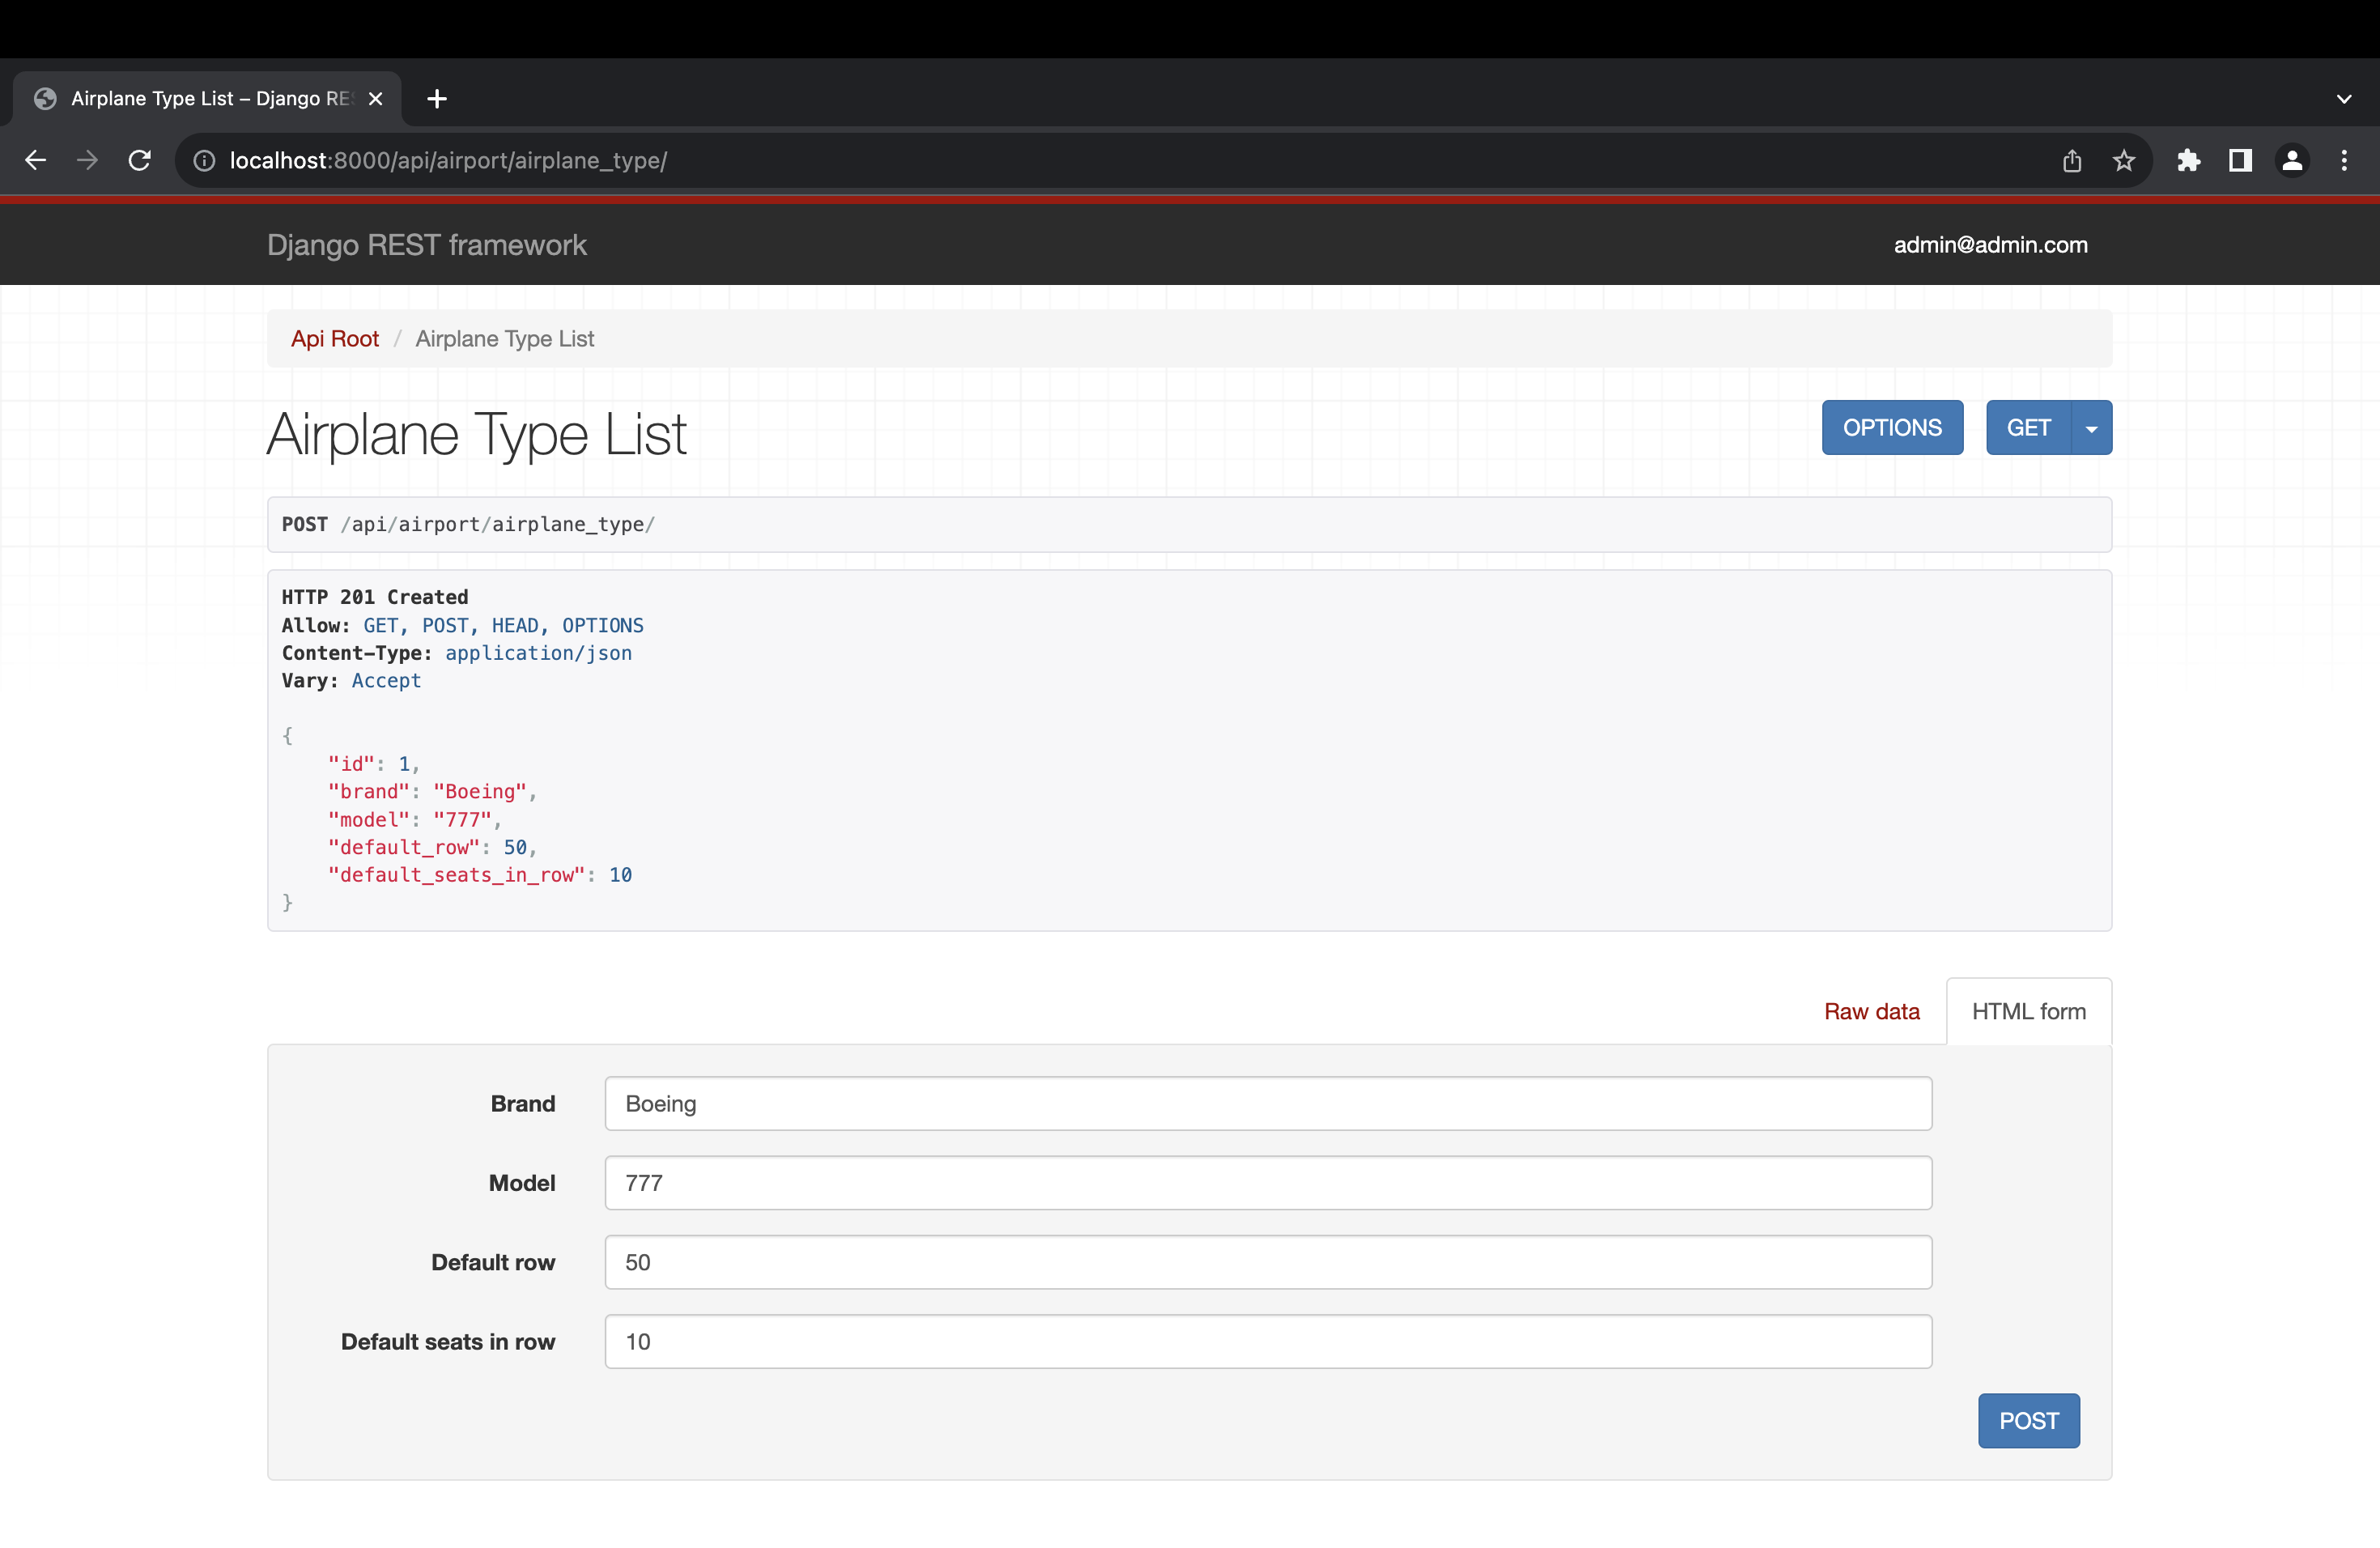 Airplane Type List – Django RES
localhost:8000/api/airport/airplane_type/
Django REST framework
admin@admin.com
Api Root / Airplane Type List
Airplane Type List
OPTIONS
GET
POST /api/airport/airplane_type/
HTTP 201 Created
Allow: GET, POST, HEAD, OPTIONS
Content-Type: application/json
Vary: Accept
{
    "id": 1,
    "brand": "Boeing",
    "model": "777",
    "default_row": 50,
    "default_seats_in_row": 10
}
Raw data
HTML form
Brand
Boeing
Model
777
Default row
50
Default seats in row
10
POST